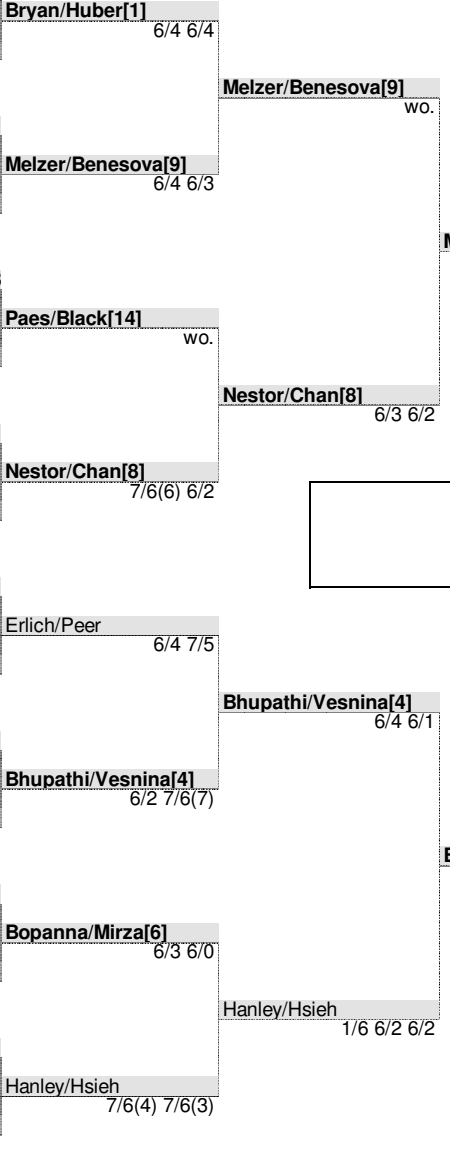 Bryan/Huber[1]
6/4 6/4
Melzer/Benesova[9]
wo.
Melzer/Benesova[9]
6/4 6/3
Paes/Black[14]
wo.
Nestor/Chan[8]
6/3 6/2
Nestor/Chan[8]
7/6(6) 6/2
Erlich/Peer
6/4 7/5
Bhupathi/Vesnina[4]
6/4 6/1
Bhupathi/Vesnina[4]
6/2 7/6(7)
Bopanna/Mirza[6]
6/3 6/0
Hanley/Hsieh
1/6 6/2 6/2
Hanley/Hsieh
7/6(4) 7/6(3)